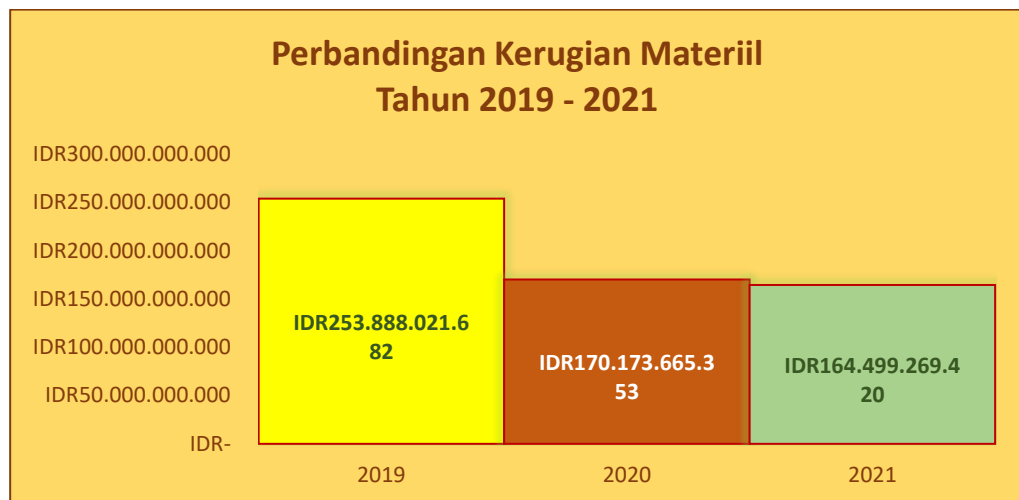 Perbandingan Kerugian Materiil
Tahun 2019 - 2021
IDR300.000.000.000
IDR250.000.000.000
IDR200.000.000.000
IDR150.000.000.000
IDR100.000.000.000
IDR50.000.000.000
IDR-
IDR253.888.021.6
82
IDR170.173.665.3
53
IDR164.499.269.4
20
2019
2020
2021